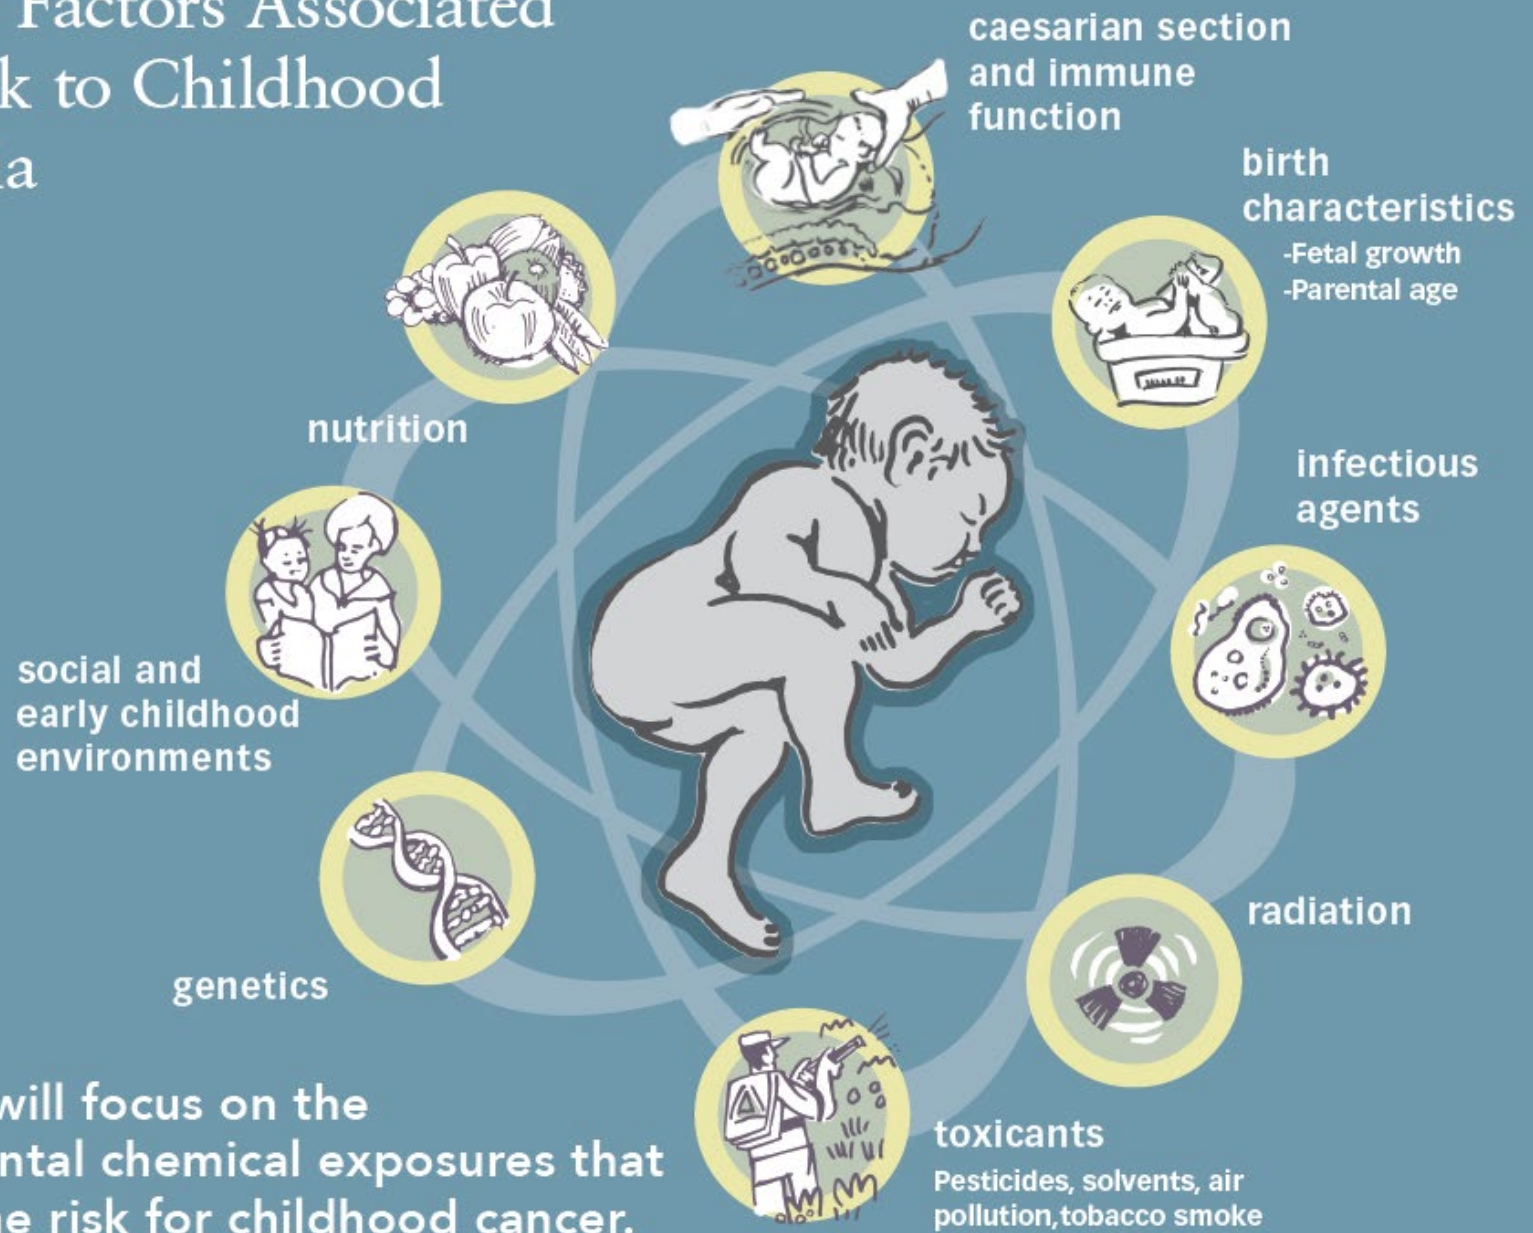 Factors Associated
k to Childhood
ia
caesarian section
and immune
function
birth
characteristics
-Fetal growth
-Parental age
nutrition
infectious
agents
social and
early childhood
environments
radiation
genetics
toxicants
Pesticides, solvents, air
pollution,tobacco smoke
will focus on the
ntal chemical exposures that
e risk for childhood cancer.